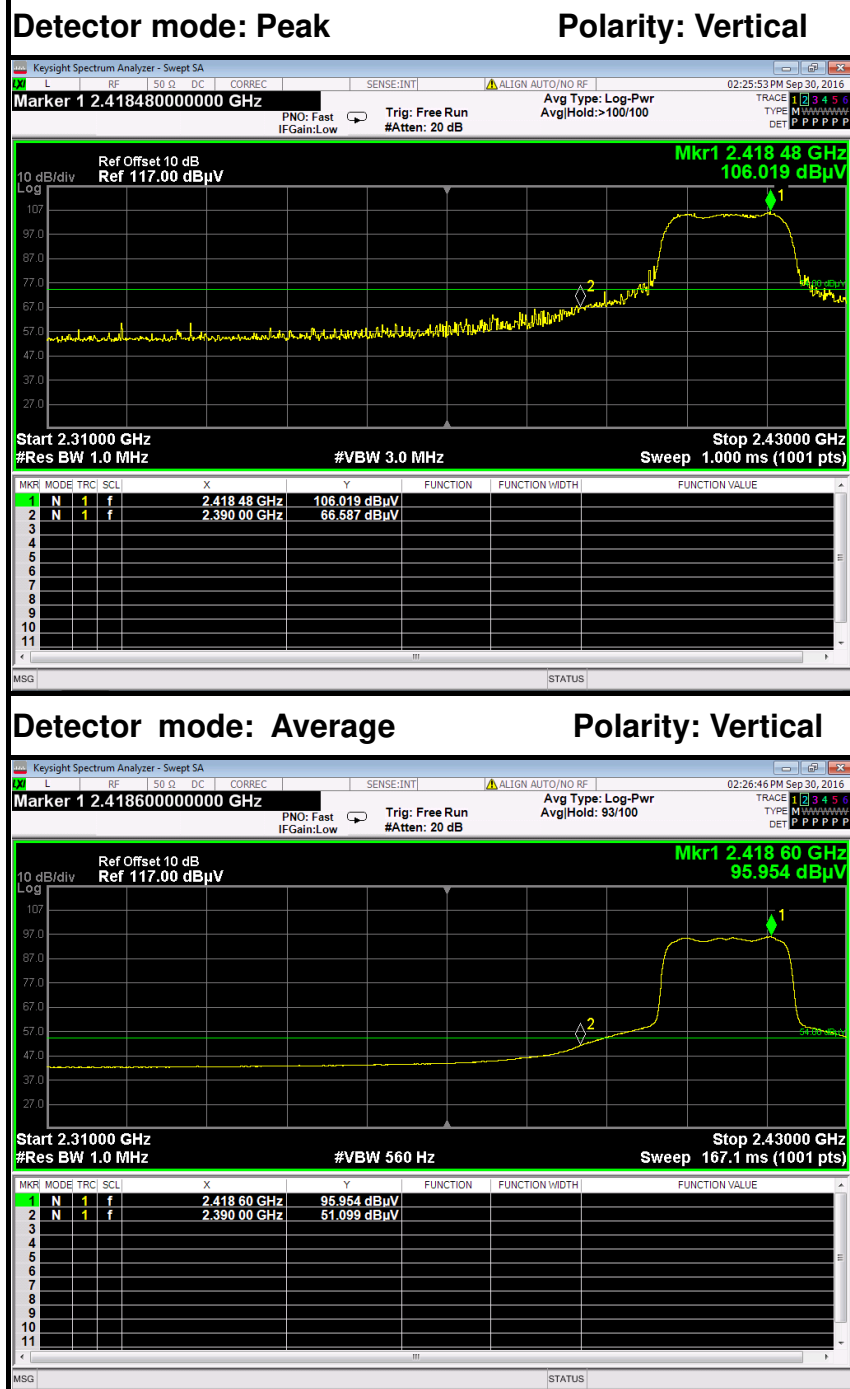 Detector mode: Peak Polarity: Vertical
Keysight Spectrum Analyzer - Swept SA
LXI L RF 50 Ω DC CORREC SENSE:INT ALIGN AUTO/NO RF 02:25:53 PM Sep 30, 2016
Marker 1 2.418480000000 GHz
PNO: Fast
IFGain:Low
Trig: Free Run
#Atten: 20 dB
Avg Type: Log-Pwr
Avg|Hold:>100/100
TRACE 1 2 3 4 5 6
TYPE M W W W W W
DET P P P P P
Mkr1 2.418 48 GHz
106.019 dBµV
Ref Offset 10 dB
10 dB/div Ref 117.00 dBµV
Log
107
97.0
87.0
77.0
67.0
57.0
47.0
37.0
27.0
1
2
Start 2.31000 GHz Stop 2.43000 GHz
#Res BW 1.0 MHz #VBW 3.0 MHz Sweep 1.000 ms (1001 pts)
MKR MODE TRC SCL X Y FUNCTION FUNCTION WIDTH FUNCTION VALUE
1 N 1 f 2.418 48 GHz 106.019 dBµV
2 N 1 f 2.390 00 GHz 66.587 dBµV
3
4
5
6
7
8
9
10
11
MSG STATUS
Detector mode: Average Polarity: Vertical
Keysight Spectrum Analyzer - Swept SA
LXI L RF 50 Ω DC CORREC SENSE:INT ALIGN AUTO/NO RF 02:26:46 PM Sep 30, 2016
Marker 1 2.418600000000 GHz
PNO: Fast
IFGain:Low
Trig: Free Run
#Atten: 20 dB
Avg Type: Log-Pwr
Avg|Hold: 93/100
TRACE 1 2 3 4 5 6
TYPE M W W W W W
DET P P P P P
Mkr1 2.418 60 GHz
95.954 dBµV
Ref Offset 10 dB
10 dB/div Ref 117.00 dBµV
Log
107
97.0
87.0
77.0
67.0
57.0
47.0
37.0
27.0
1
2
54.00 dBµV
Start 2.31000 GHz Stop 2.43000 GHz
#Res BW 1.0 MHz #VBW 560 Hz Sweep 167.1 ms (1001 pts)
MKR MODE TRC SCL X Y FUNCTION FUNCTION WIDTH FUNCTION VALUE
1 N 1 f 2.418 60 GHz 95.954 dBµV
2 N 1 f 2.390 00 GHz 51.099 dBµV
3
4
5
6
7
8
9
10
11
MSG STATUS